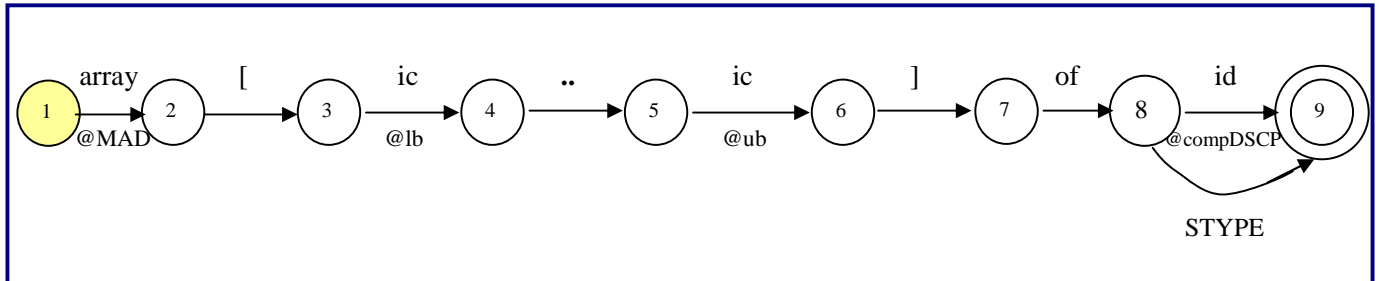 array [ ic .. ic ] of id
1 2 3 4 5 6 7 8 9
@MAD @lb @ub @compDSCP
STYPE